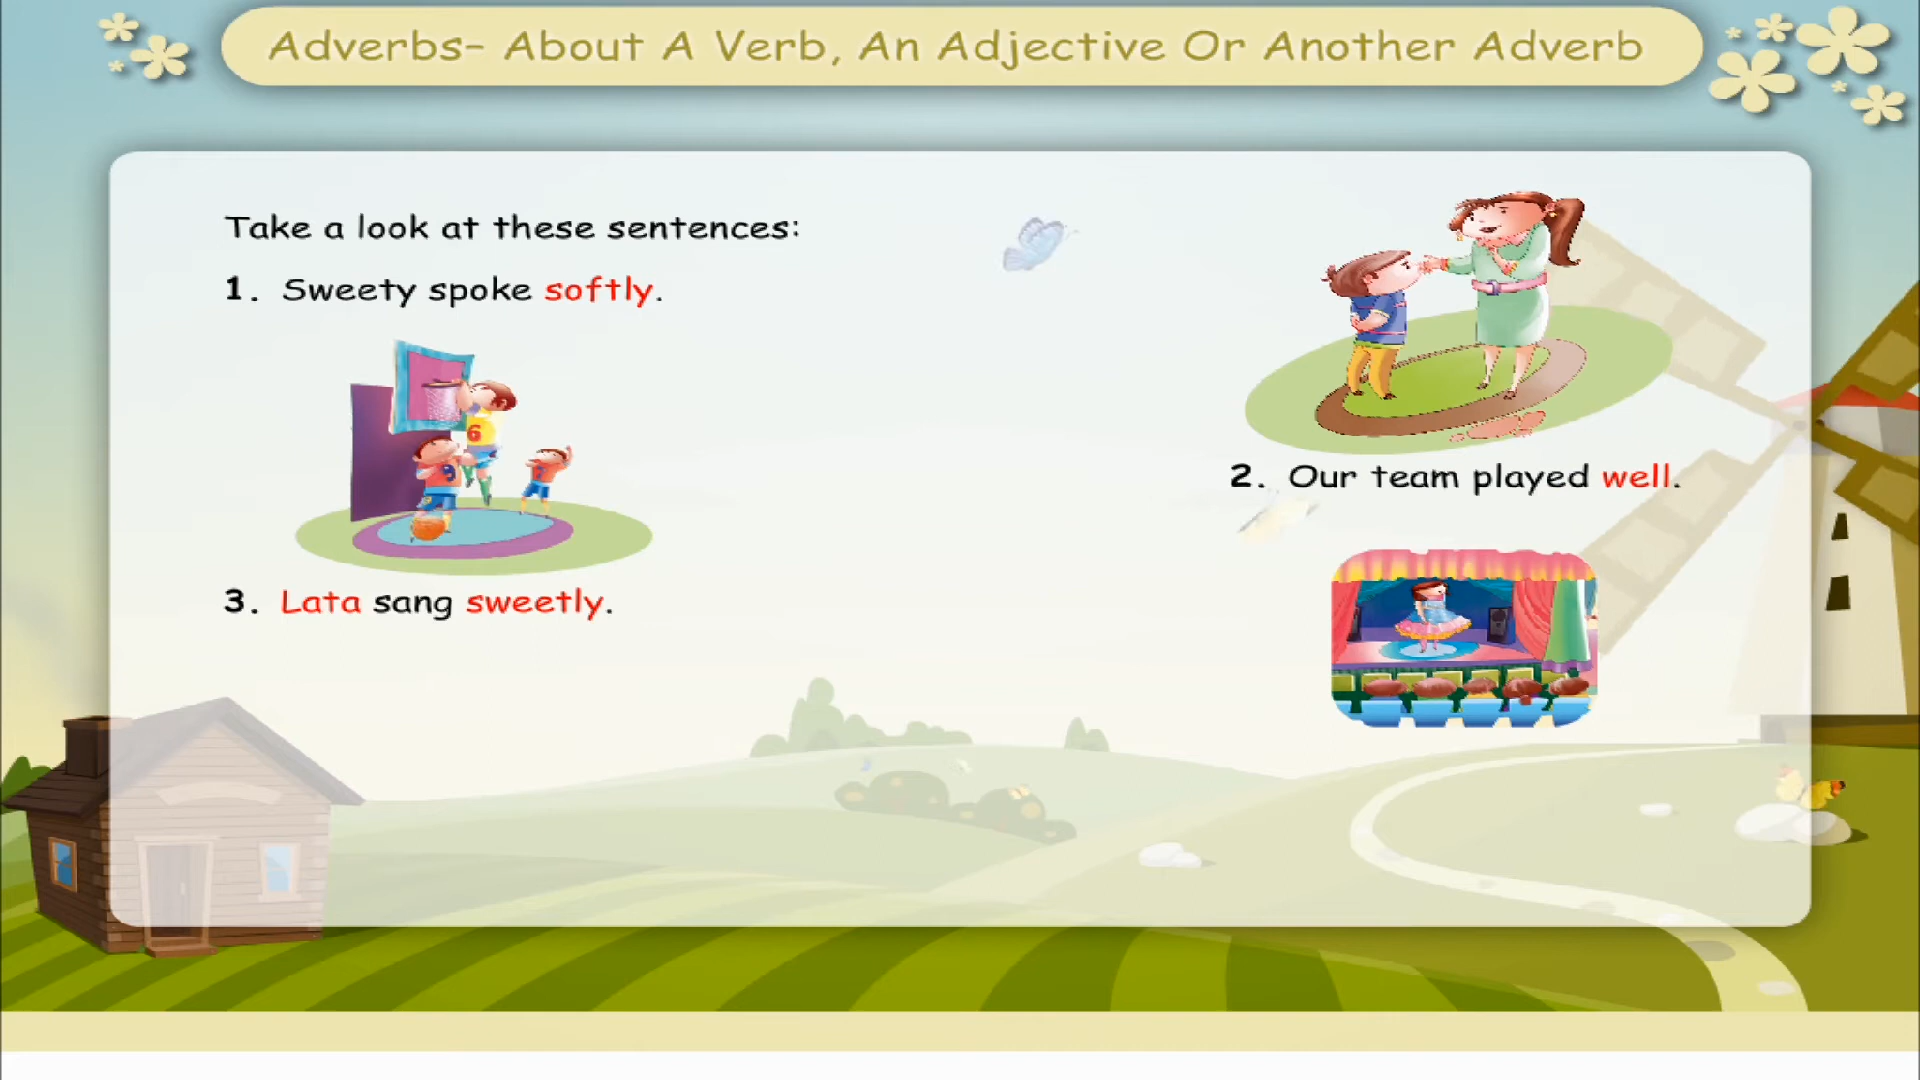 Adverbs– About A Verb, An Adjective Or Another Adverb
Take a look at these sentences:
1. Sweety spoke softly.
6
2. Our team played well.
3. Lata sang sweetly.